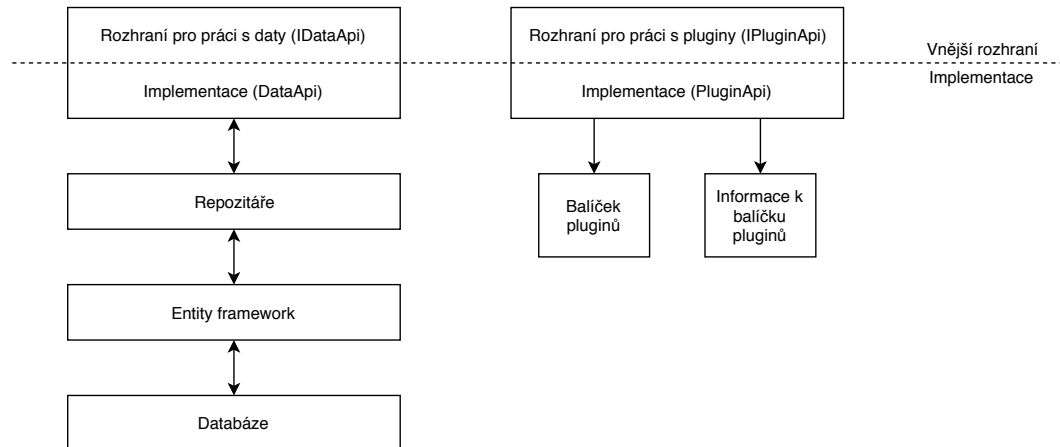 Rozhraní pro práci s daty (IDataApi)
Rozhraní pro práci s pluginy (IPluginApi)
Vnější rozhraní
Implementace
Implementace (DataApi)
Implementace (PluginApi)
Repozitáře
Balíček
pluginů
Informace k
balíčku
pluginů
Entity framework
Databáze